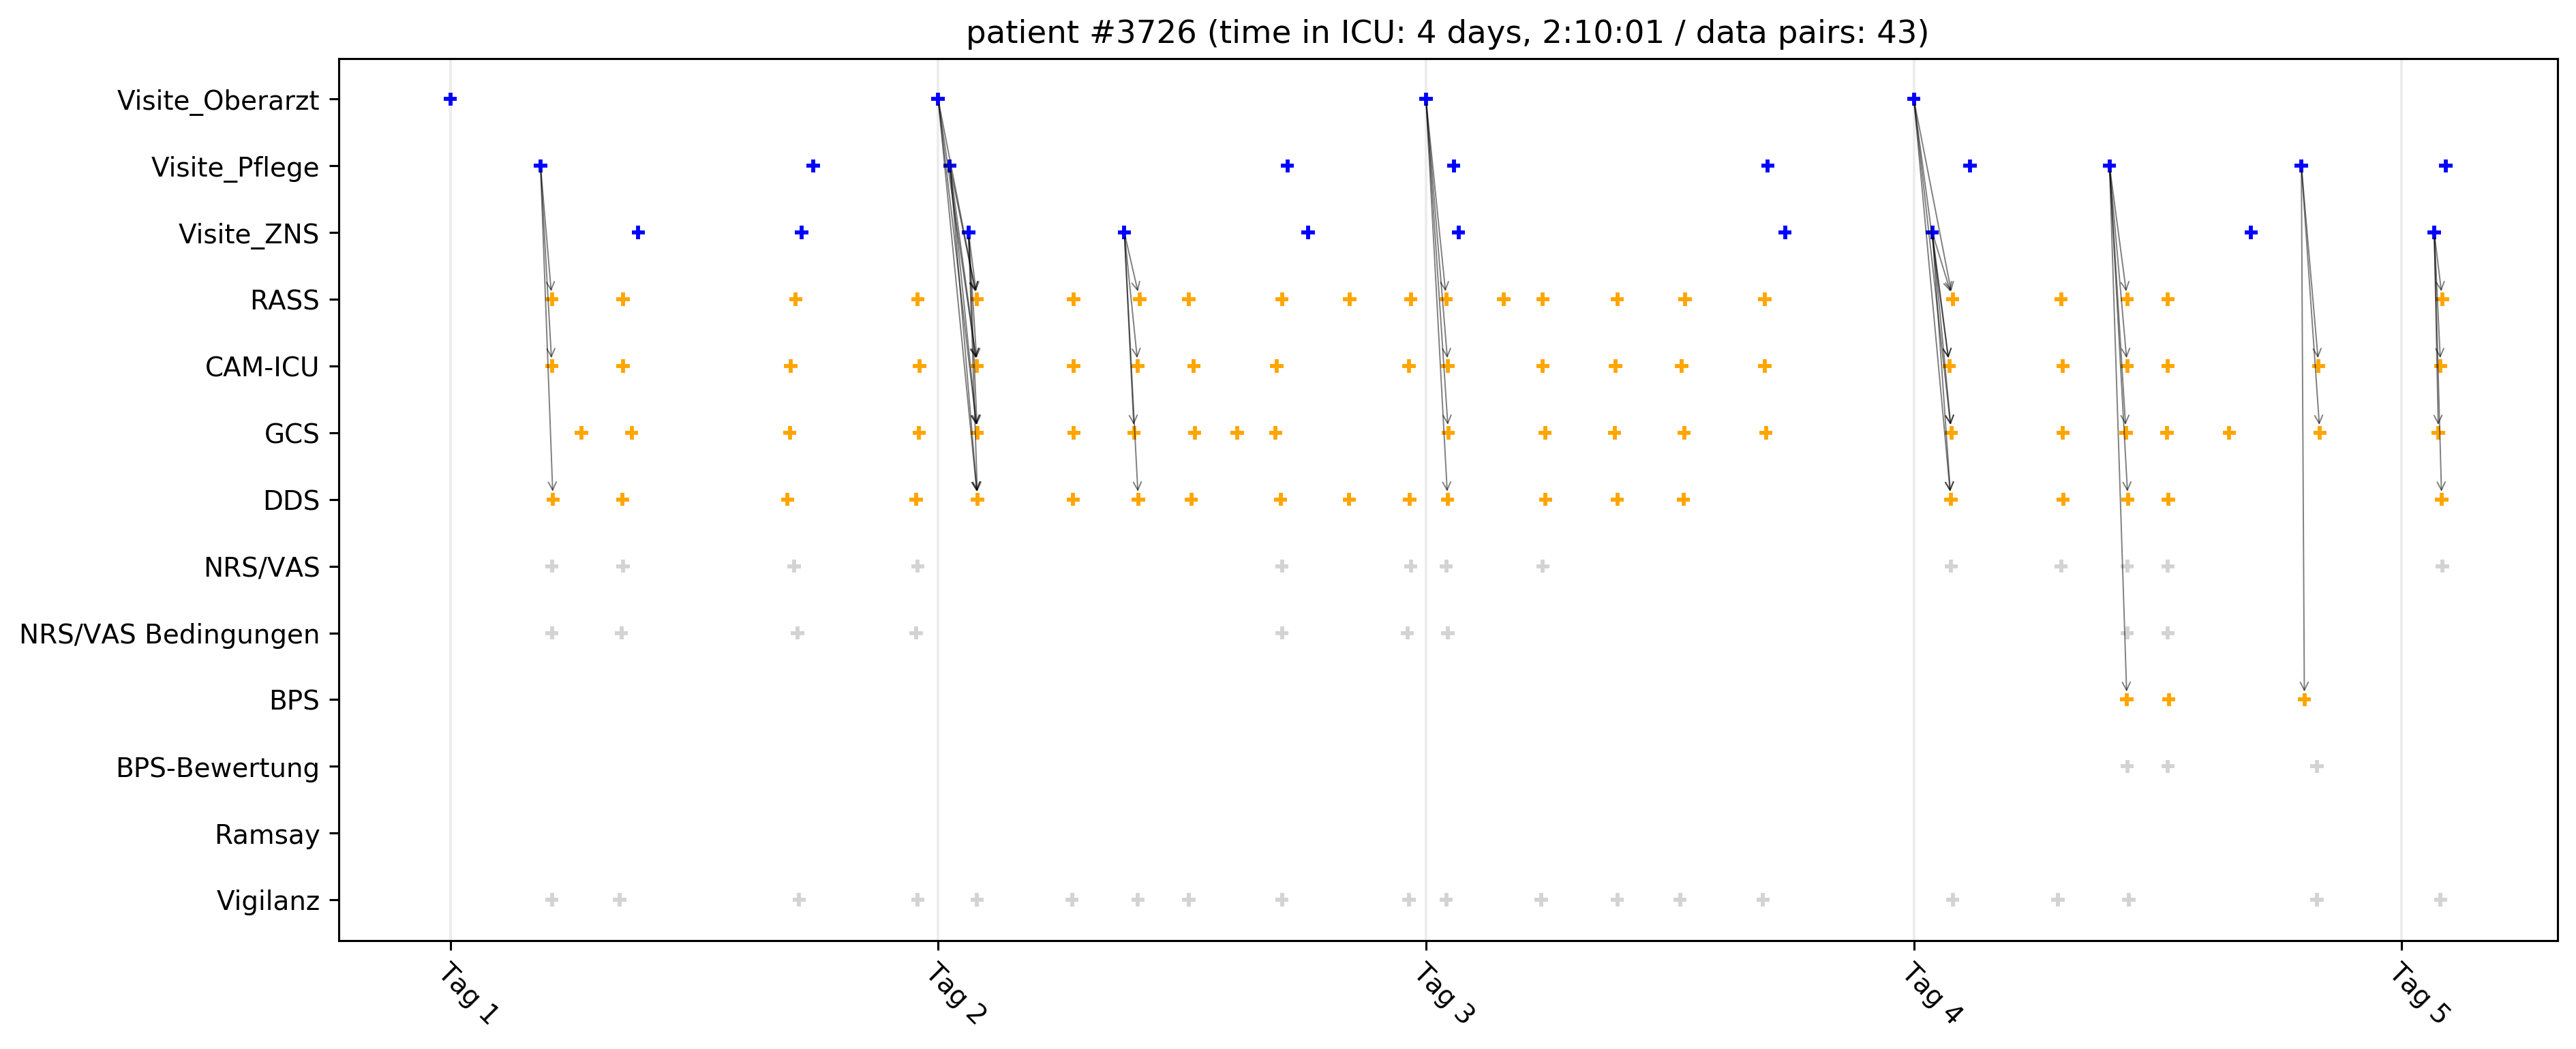 patient #3726 (time in ICU: 4 days, 2:10:01 / data pairs: 43)
Visite_Oberarzt
Visite_Pflege
Visite_ZNS
RASS
CAM-ICU
GCS
DDS
NRS/VAS
NRS/VAS Bedingungen
BPS
BPS-Bewertung
Ramsay
Vigilanz
Tag 1
Tag 2
Tag 3
Tag 4
Tag 5